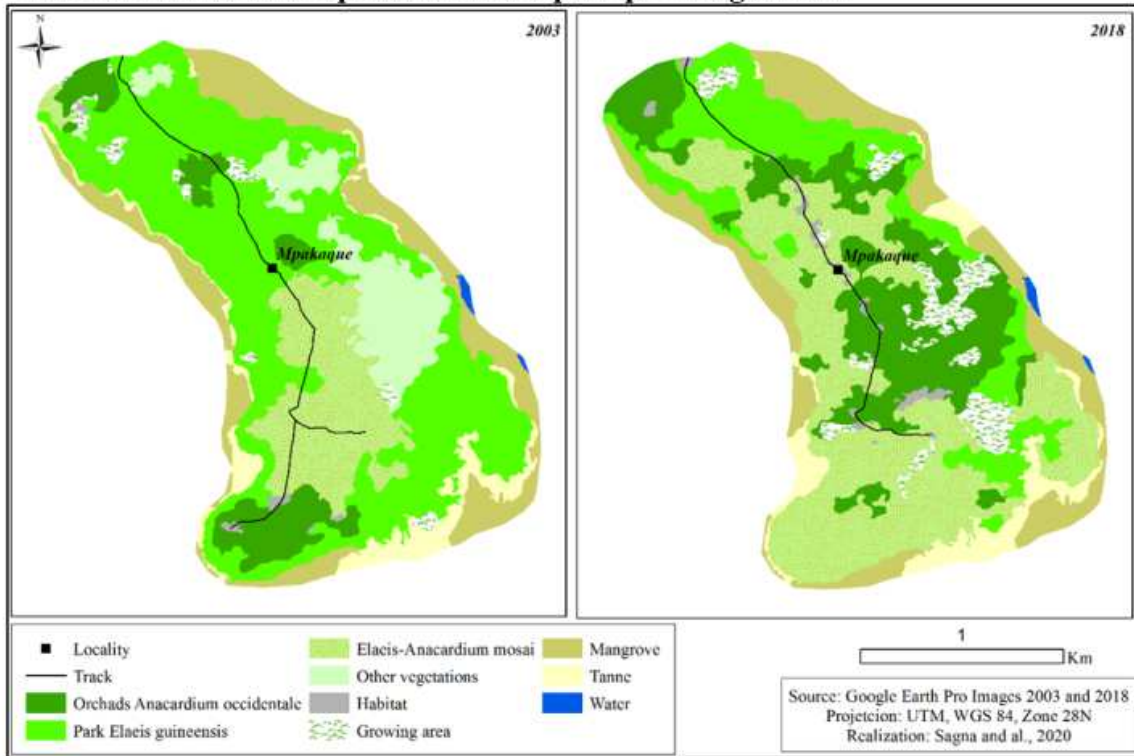 N
2003
Mpakaque
2018
Mpakaque
Locality
Track
Orchads Anacardium occidentale
Park Elaeis guineensis
Elaeis-Anacardium mosai
Other vegetations
Habitat
Growing area
Mangrove
Tanne
Water
1
Km
Source: Google Earth Pro Images 2003 and 2018
Projetcion: UTM, WGS 84, Zone 28N
Realization: Sagna and al., 2020